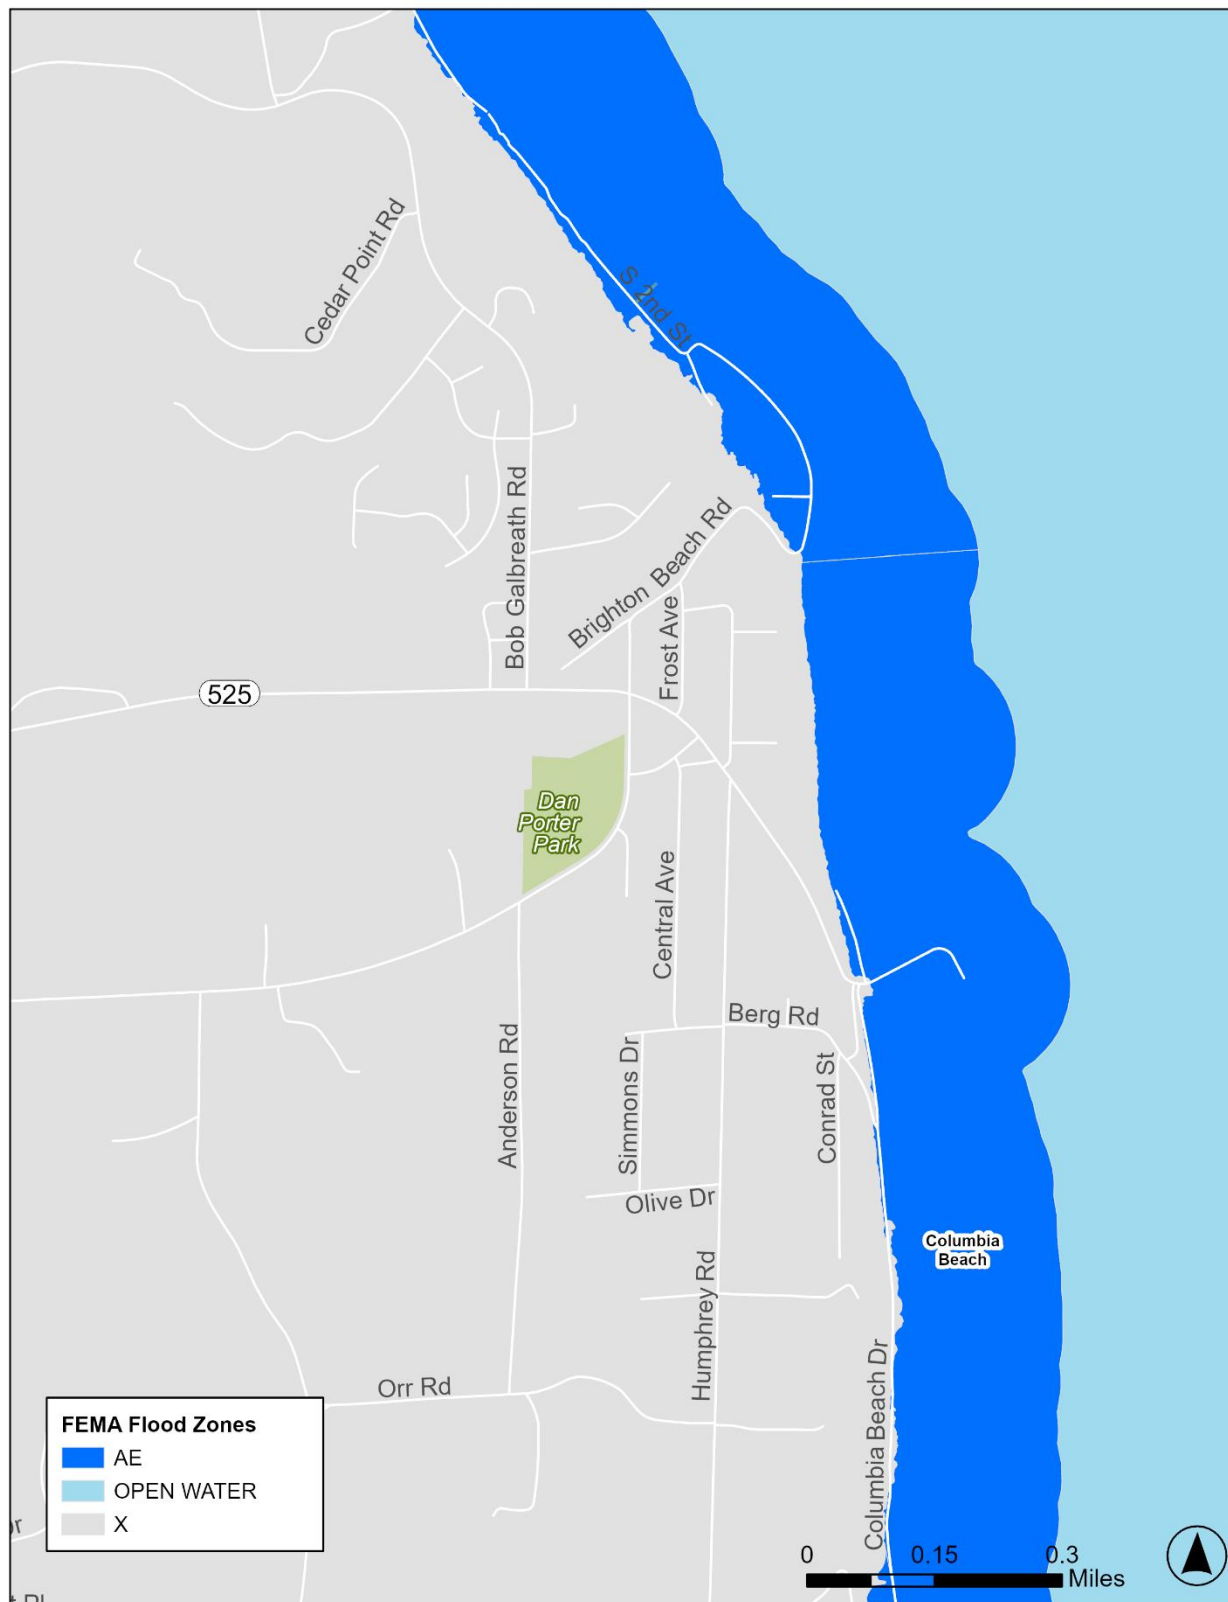 Cedar Point Rd
S 2nd St
Bob Galbreath Rd
Brighton Beach Rd
Frost Ave
525
Dan
Porter
Park
Central Ave
Berg Rd
Anderson Rd
Simmons Dr
Conrad St
Olive Dr
Columbia
Beach
Humphrey Rd
Columbia Beach Dr
Orr Rd
FEMA Flood Zones
AE
OPEN WATER
X
0 0.15 0.3
Miles